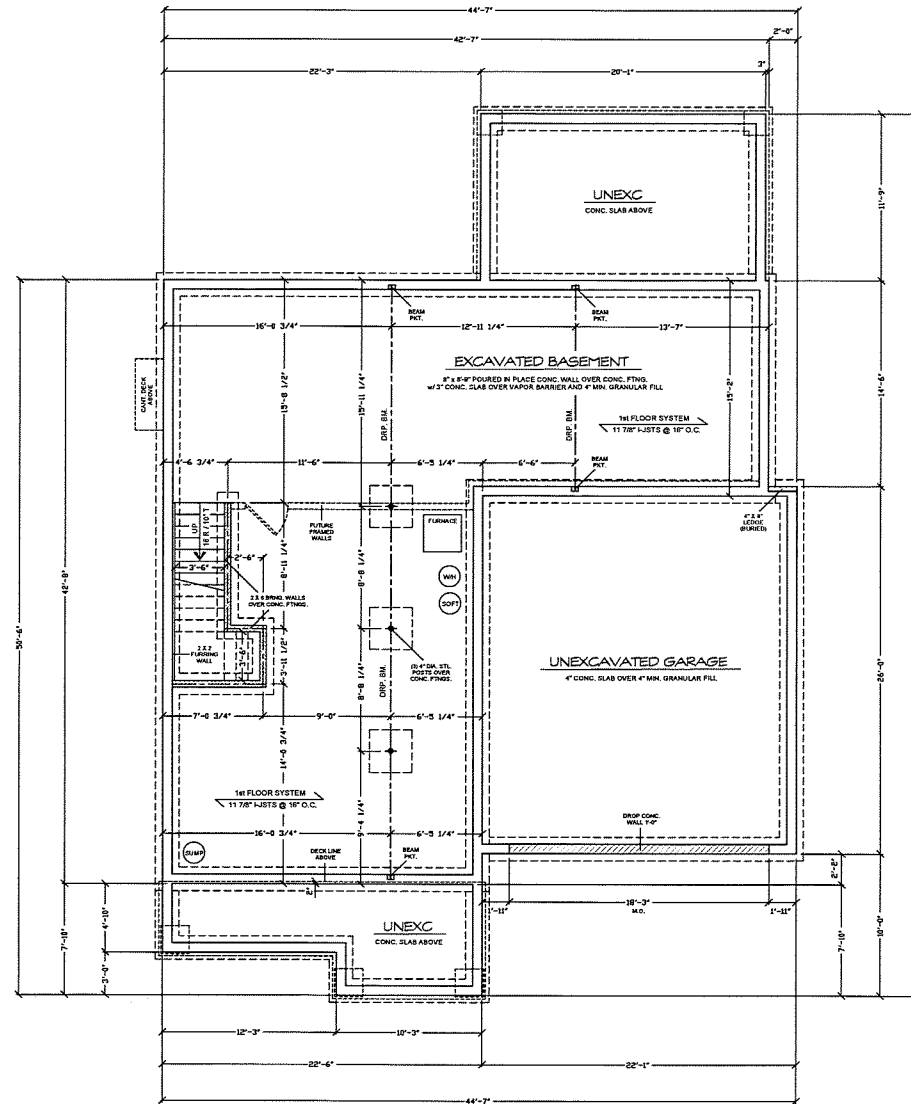 44'-7"
42'-7"
2'-0"
22'-3"
20'-1"
3"
UNEXC
CONC. SLAB ABOVE
11'-9"
BEAM
PKT.
BEAM
PKT.
16'-0 3/4"
12'-11 1/4"
13'-7"
EXCAVATED BASEMENT
8" x 8'-9" POURED IN PLACE CONC. WALL OVER CONC. FTNG.
w/ 3" CONC. SLAB OVER VAPOR BARRIER AND 4" MIN. GRANULAR FILL
CANT. DECK
ABOVE
15'-8 1/2"
15'-11 1/4"
15'-2"
14'-6"
DRP. BM.
DRP. BM.
1st FLOOR SYSTEM
11 7/8" I-JSTS @ 16" O.C.
4'-6 3/4"
11'-6"
6'-5 1/4"
6'-6"
BEAM
PKT.
4" X 8"
LEDGE
(BURIED)
UP
16 R / 10" T
FUTURE
FRAMED
WALLS
FURNACE
2'-6"
3'-6"
8'-11 1/4"
8'-8 1/4"
W/H
SOFT
2 X 6 BRNG. WALLS
OVER CONC. FTNGS.
2 X 2
FURRING
WALL
3'-6"
3'-11 1/2"
(3) 4" DIA. STL.
POSTS OVER
CONC. FTNGS.
DRP. BM.
8'-8 1/4"
UNEXCAVATED GARAGE
4" CONC. SLAB OVER 4" MIN. GRANULAR FILL
42'-8"
50'-6"
26'-0"
7'-0 3/4"
9'-0"
6'-5 1/4"
14'-0 3/4"
9'-4 1/4"
1st FLOOR SYSTEM
11 7/8" I-JSTS @ 16" O.C.
DROP CONC.
WALL 1'-0"
16'-0 3/4"
6'-5 1/4"
SUMP
DECK LINE
ABOVE
BEAM
PKT.
2"
2'-2"
1'-11"
18'-3"
M.O.
1'-11"
UNEXC
CONC. SLAB ABOVE
4'-10"
7'-10"
3'-0"
7'-10"
10'-0"
12'-3"
10'-3"
22'-6"
22'-1"
44'-7"